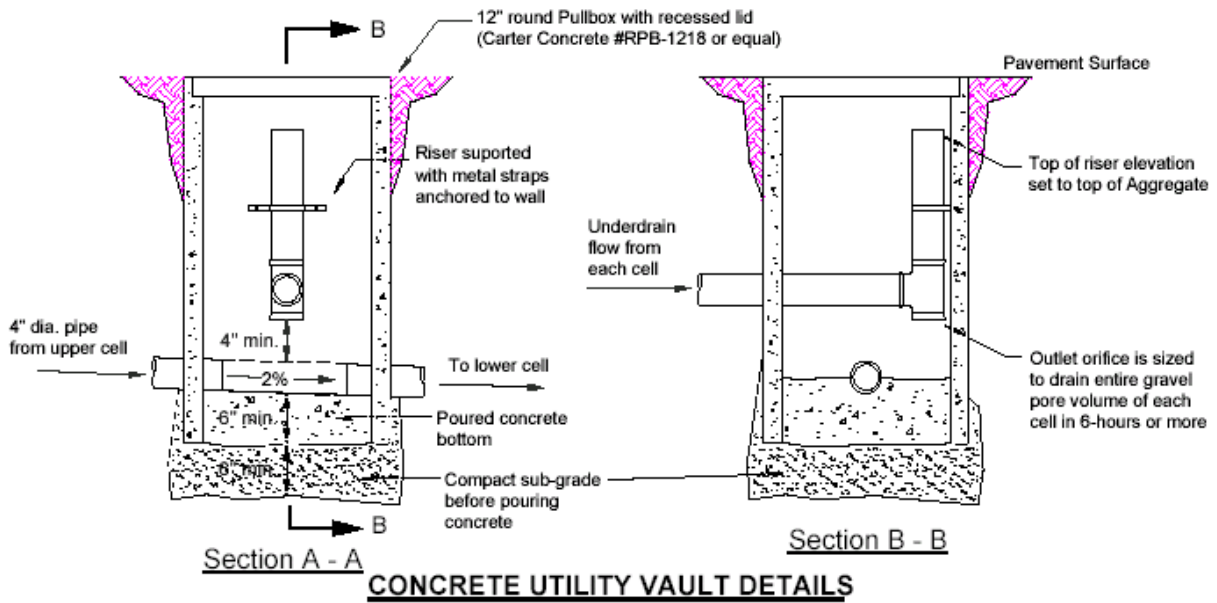 B
12" round Pullbox with recessed lid
(Carter Concrete #RPB-1218 or equal)
Pavement Surface
Riser suported
with metal straps
anchored to wall
Top of riser elevation
set to top of Aggregate
Underdrain
flow from
each cell
4" dia. pipe
from upper cell
4" min.
2%
To lower cell
Outlet orifice is sized
to drain entire gravel
pore volume of each
cell in 6-hours or more
6" min.
Poured concrete
bottom
min.
Compact sub-grade
before pouring
concrete
B
Section A - A
Section B - B
CONCRETE UTILITY VAULT DETAILS